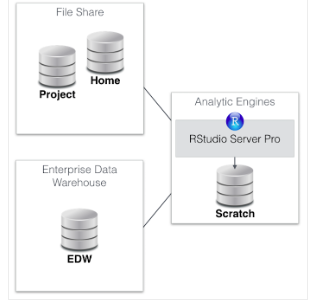 File Share
Project
Home
Enterprise Data
Warehouse
EDW
Analytic Engines
R
RStudio Server Pro
Scratch